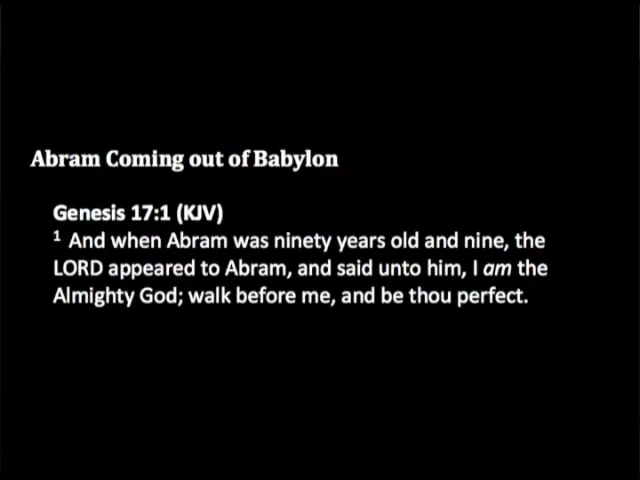 Abram Coming out of Babylon
Genesis 17:1 (KJV)
1 And when Abram was ninety years old and nine, the
LORD appeared to Abram, and said unto him, I am the
Almighty God; walk before me, and be thou perfect.